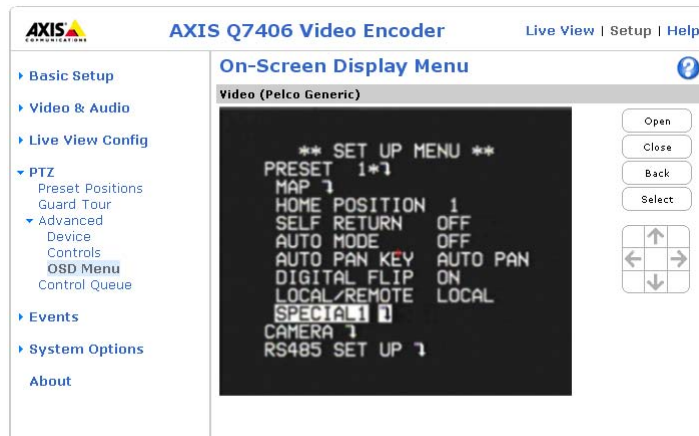 AXIS COMMUNICATIONS AXIS Q7406 Video Encoder Live View | Setup | Help
Basic Setup
Video & Audio
Live View Config
PTZ
Preset Positions
Guard Tour
Advanced
Device
Controls
OSD Menu
Control Queue
Events
System Options
About
On-Screen Display Menu ?
Video (Pelco Generic)
** SET UP MENU **
PRESET 1*
MAP
HOME POSITION 1
SELF RETURN OFF
AUTO MODE OFF
AUTO PAN KEY AUTO PAN
DIGITAL FLIP ON
LOCAL/REMOTE LOCAL
SPECIAL1
CAMERA
RS485 SET UP
Open
Close
Back
Select